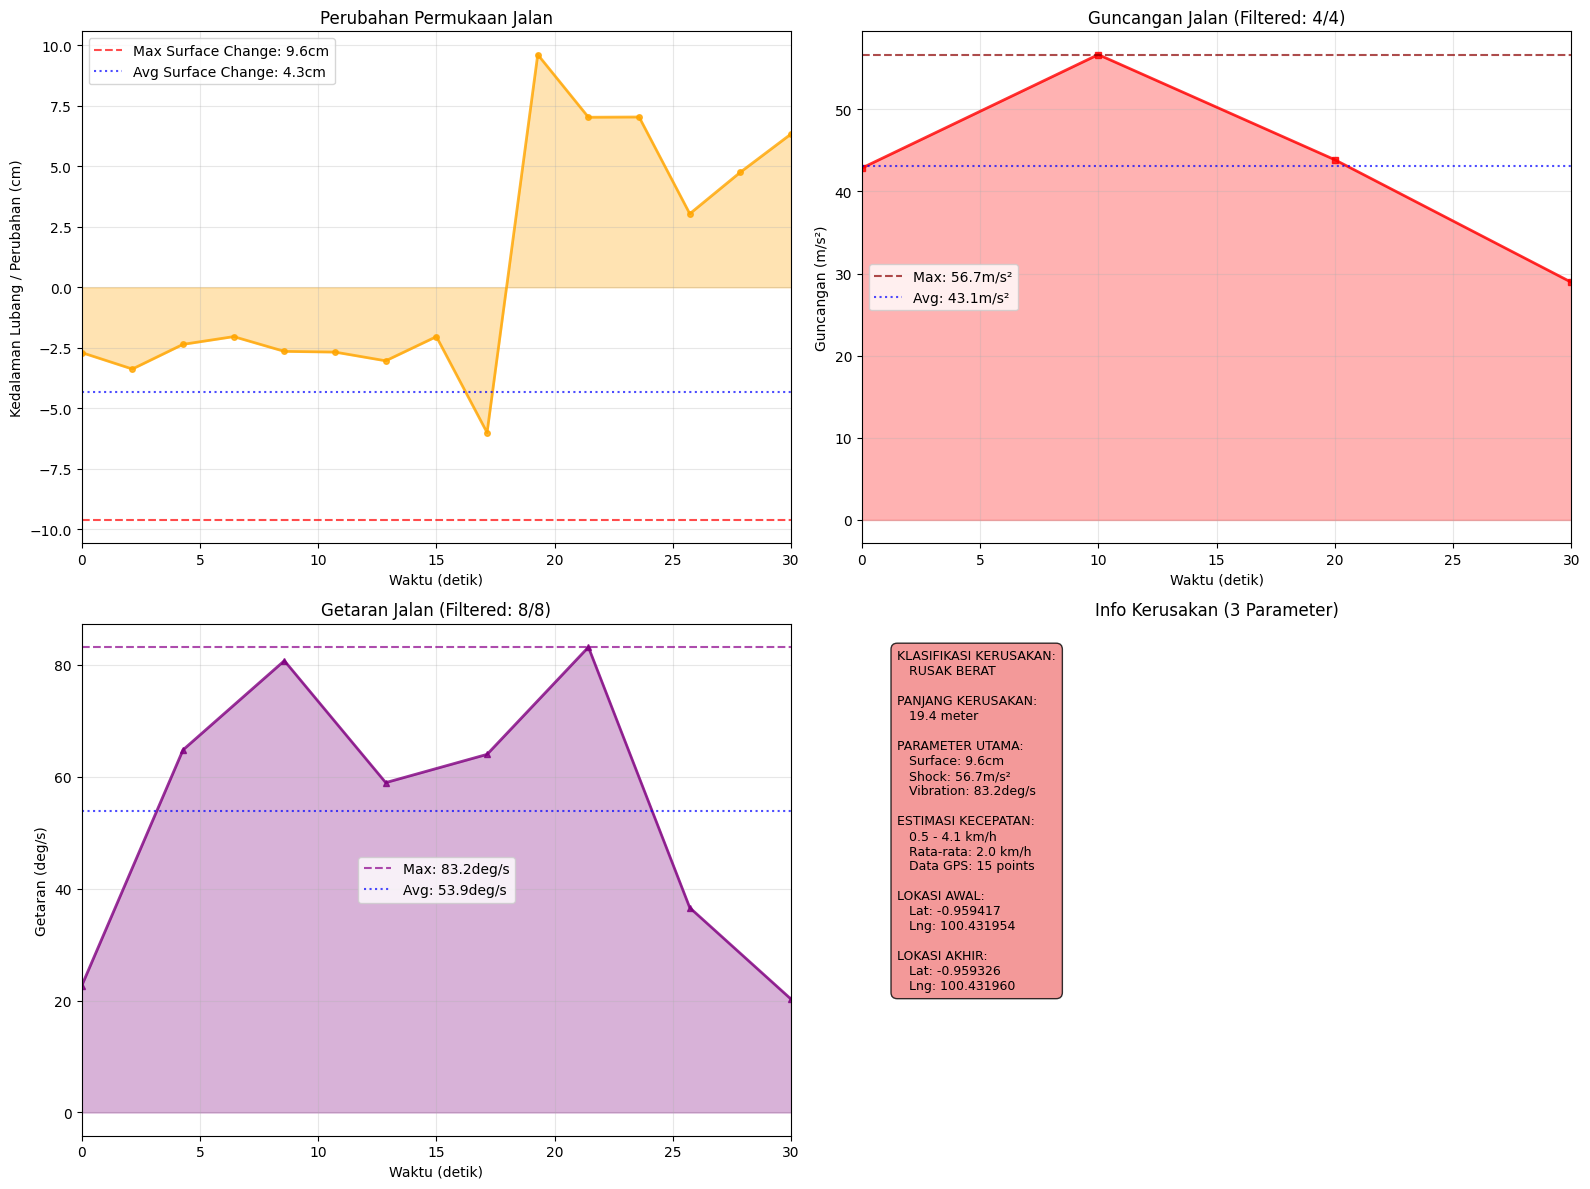 Perubahan Permukaan Jalan
Max Surface Change: 9.6cm
Avg Surface Change: 4.3cm
Kedalaman Lubang / Perubahan (cm)
10.0
7.5
5.0
2.5
0.0
−2.5
−5.0
−7.5
−10.0
0 5 10 15 20 25 30
Waktu (detik)
Guncangan Jalan (Filtered: 4/4)
Max: 56.7m/s²
Avg: 43.1m/s²
Guncangan (m/s²)
50
40
30
20
10
0
0 5 10 15 20 25 30
Waktu (detik)
Getaran Jalan (Filtered: 8/8)
Max: 83.2deg/s
Avg: 53.9deg/s
Getaran (deg/s)
80
60
40
20
0
0 5 10 15 20 25 30
Waktu (detik)
Info Kerusakan (3 Parameter)
KLASIFIKASI KERUSAKAN:
RUSAK BERAT
PANJANG KERUSAKAN:
19.4 meter
PARAMETER UTAMA:
Surface: 9.6cm
Shock: 56.7m/s²
Vibration: 83.2deg/s
ESTIMASI KECEPATAN:
0.5 - 4.1 km/h
Rata-rata: 2.0 km/h
Data GPS: 15 points
LOKASI AWAL:
Lat: -0.959417
Lng: 100.431954
LOKASI AKHIR:
Lat: -0.959326
Lng: 100.431960